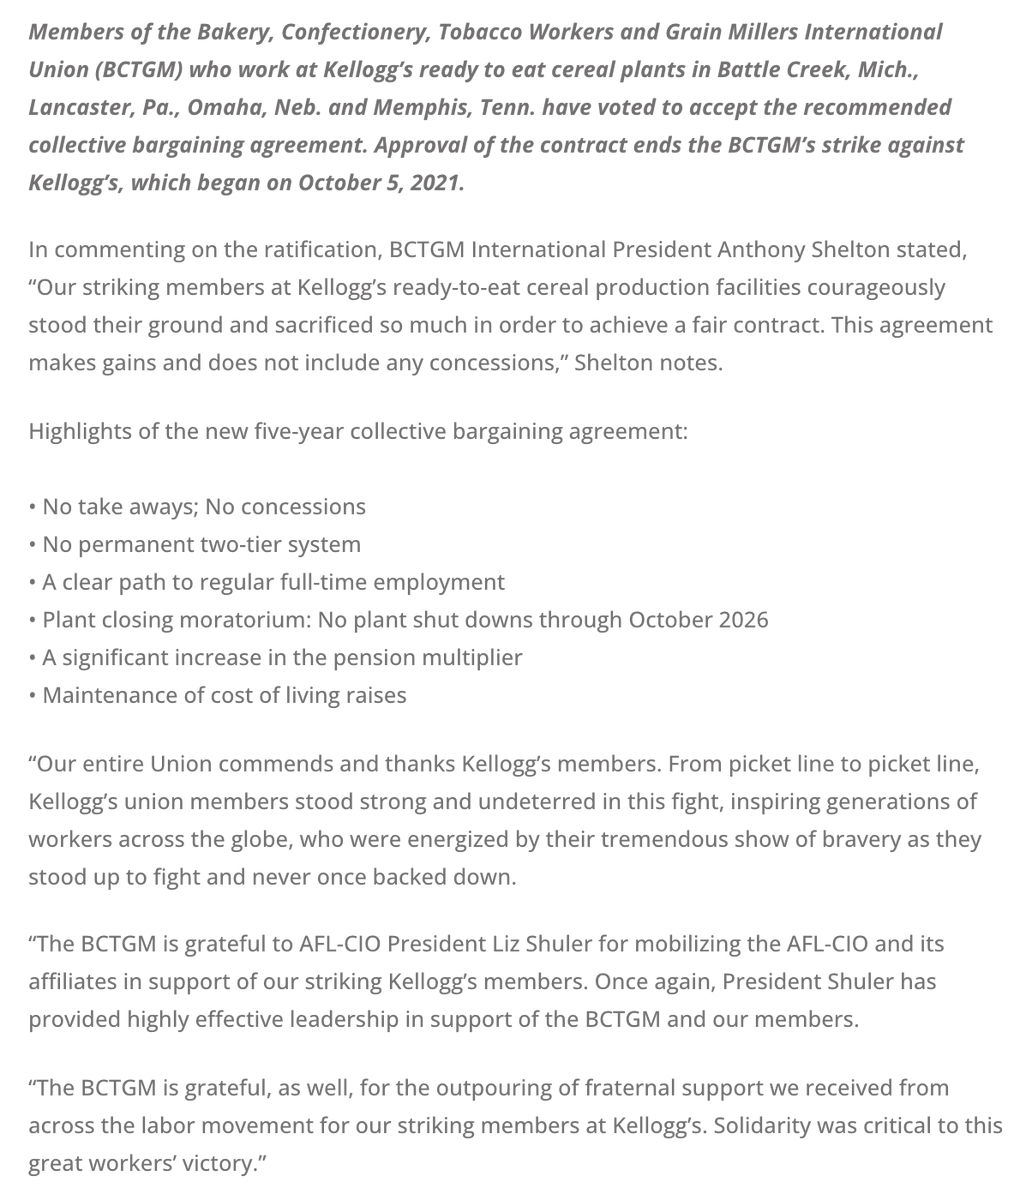 Members of the Bakery, Confectionery, Tobacco Workers and Grain Millers International
Union (BCTGM) who work at Kellogg’s ready to eat cereal plants in Battle Creek, Mich.,
Lancaster, Pa., Omaha, Neb. and Memphis, Tenn. have voted to accept the recommended
collective bargaining agreement. Approval of the contract ends the BCTGM’s strike against
Kellogg’s, which began on October 5, 2021.
In commenting on the ratification, BCTGM International President Anthony Shelton stated,
“Our striking members at Kellogg’s ready-to-eat cereal production facilities courageously
stood their ground and sacrificed so much in order to achieve a fair contract. This agreement
makes gains and does not include any concessions,” Shelton notes.
Highlights of the new five-year collective bargaining agreement:
• No take aways; No concessions
• No permanent two-tier system
• A clear path to regular full-time employment
• Plant closing moratorium: No plant shut downs through October 2026
• A significant increase in the pension multiplier
• Maintenance of cost of living raises
“Our entire Union commends and thanks Kellogg’s members. From picket line to picket line,
Kellogg’s union members stood strong and undeterred in this fight, inspiring generations of
workers across the globe, who were energized by their tremendous show of bravery as they
stood up to fight and never once backed down.
“The BCTGM is grateful to AFL-CIO President Liz Shuler for mobilizing the AFL-CIO and its
affiliates in support of our striking Kellogg’s members. Once again, President Shuler has
provided highly effective leadership in support of the BCTGM and our members.
“The BCTGM is grateful, as well, for the outpouring of fraternal support we received from
across the labor movement for our striking members at Kellogg’s. Solidarity was critical to this
great workers’ victory.”